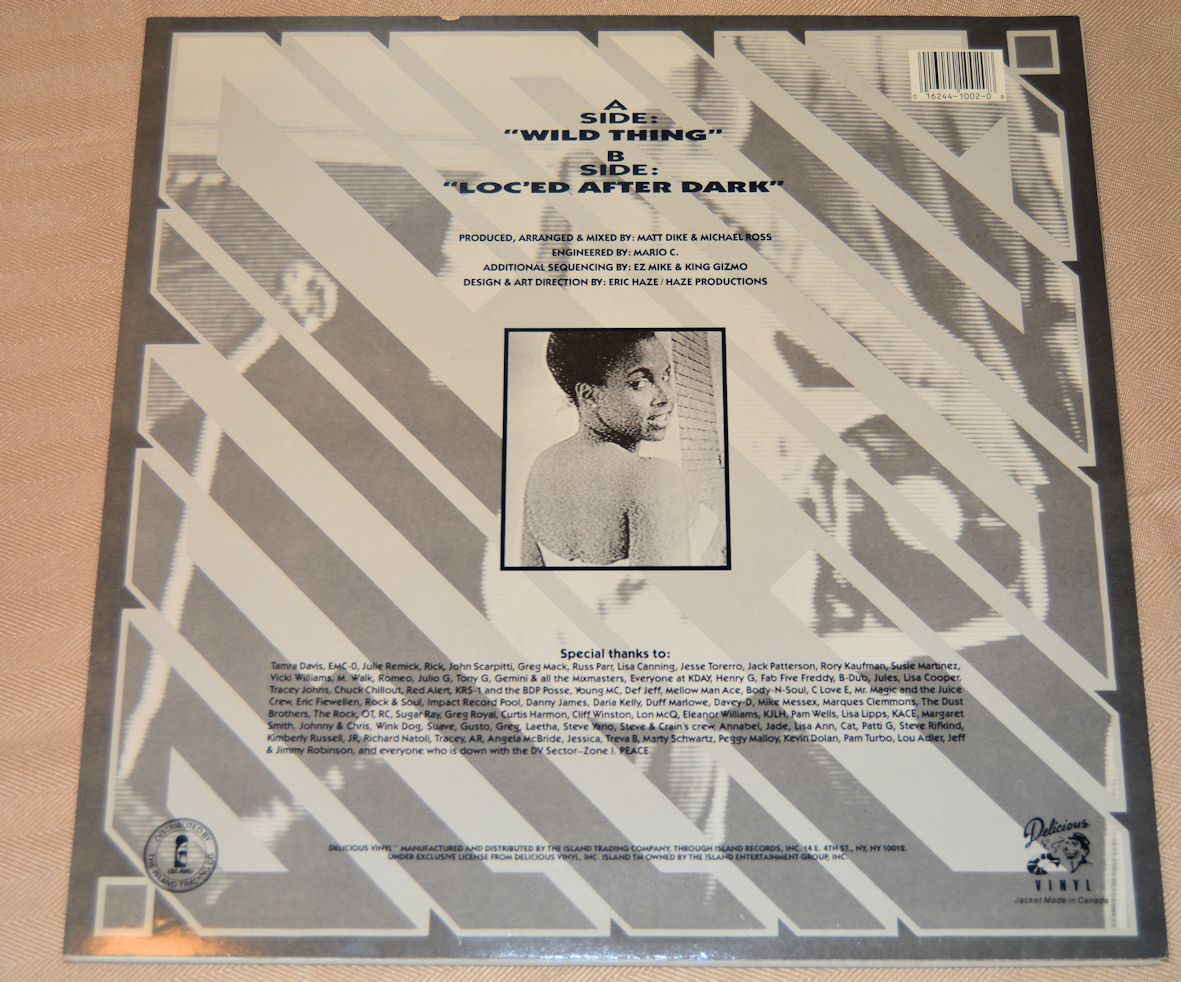 0 16244-1002-0 8
A
SIDE:
"WILD THING"
B
SIDE:
"LOC'ED AFTER DARK"
PRODUCED, ARRANGED & MIXED BY: MATT DIKE & MICHAEL ROSS
ENGINEERED BY: MARIO C.
ADDITIONAL SEQUENCING BY: EZ MIKE & KING GIZMO
DESIGN & ART DIRECTION BY: ERIC HAZE / HAZE PRODUCTIONS
Special thanks to:
Tamra Davis, EMC-0, Julie Remick, Rick, John Scarpitti, Greg Mack, Russ Parr, Lisa Canning, Jesse Torerro, Jack Patterson, Rory Kaufman, Susie Martinez,
Vicki Williams, M. Walk, Romeo, Julio G, Tony G, Gemini & all the Mixmasters, Everyone at KDAY, Henry G, Fab Five Freddy, B-Dub, Jules, Lisa Cooper,
Tracey Johns, Chuck Chillout, Red Alert, KRS-1 and the BDP Posse, Young MC, Def Jeff, Mellow Man Ace, Body-N-Soul, C Love E, Mr. Magic and the Juice
Crew, Eric Fiewellen, Rock & Soul, Impact Record Pool, Danny James, Daria Kelly, Duff Marlowe, Davey-D, Mike Messex, Marques Clemmons, The Dust
Brothers, The Rock, OT, RC, Sugar Ray, Greg Royal, Curtis Harmon, Cliff Winston, Lon McQ, Eleanor Williams, KJLH, Pam Wells, Lisa Lipps, KACE, Margaret
Smith, Johnny & Chris, Wink Dog, Suave, Gusto, Greg, Laetha, Steve Yano, Steve & Crain's crew, Annabel, Jade, Lisa Ann, Cat, Patti G, Steve Rifkind,
Kimberly Russell, JR, Richard Natoli, Tracey, AR, Angela McBride, Jessica, Treva B, Marty Schwartz, Peggy Malloy, Kevin Dolan, Pam Turbo, Lou Adler, Jeff
& Jimmy Robinson, and everyone who is down with the DV Sector—Zone I. PEACE
DISTRIBUTED BY
ISLAND
THE ISLAND TRADING CO.
DELICIOUS VINYL™ MANUFACTURED AND DISTRIBUTED BY THE ISLAND TRADING COMPANY, THROUGH ISLAND RECORDS, INC. 14 E. 4TH ST., NY, NY 10012.
UNDER EXCLUSIVE LICENSE FROM DELICIOUS VINYL, INC. ISLAND TM OWNED BY THE ISLAND ENTERTAINMENT GROUP, INC.
Delicious
VINYL
Jacket Made in Canada